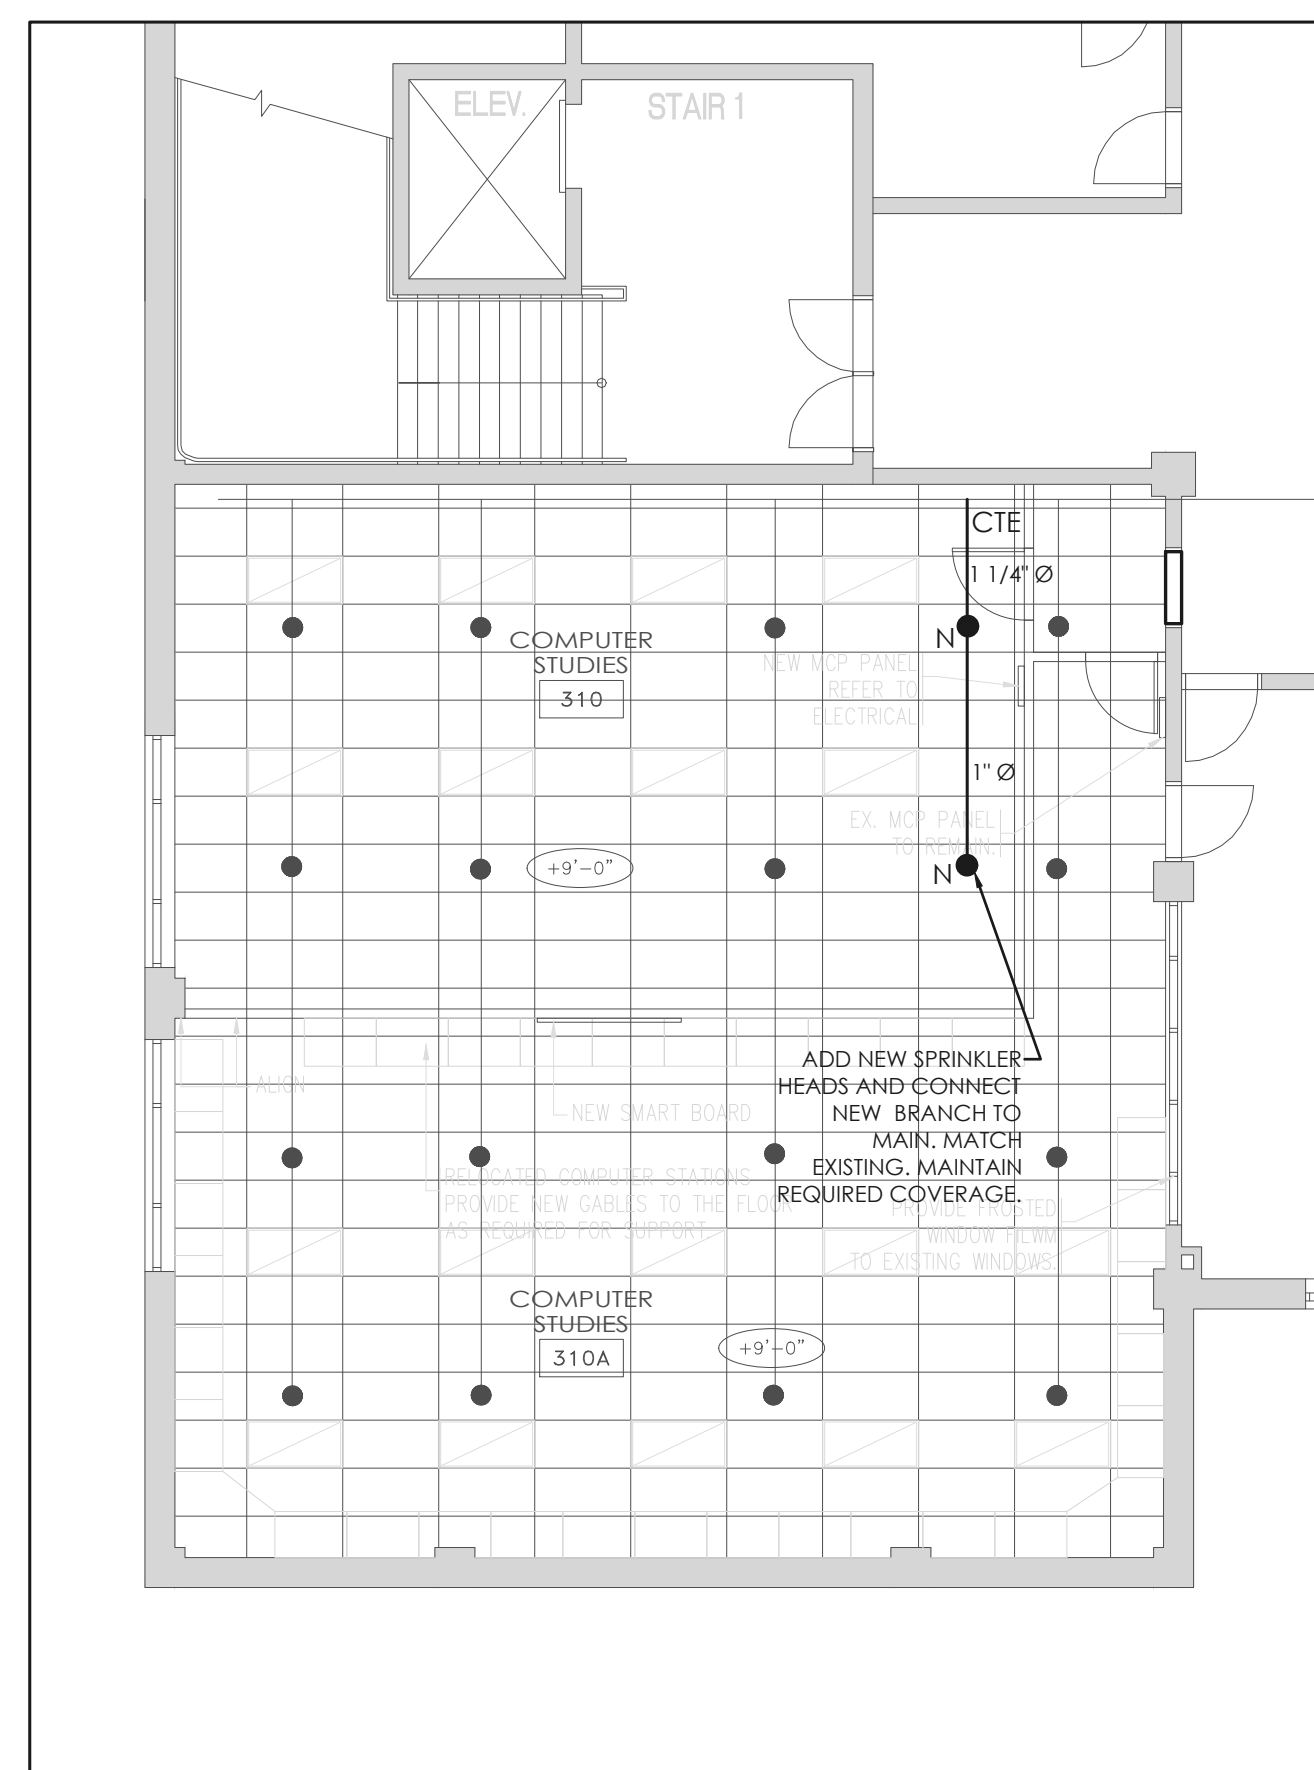 ELEV.
STAIR 1
CTE
1 1/4" Ø
COMPUTER
STUDIES
310
N
NEW MCP PANEL
REFER TO
ELECTRICAL
1" Ø
EX. MCP PANEL
TO REMAIN.
+9'-0"
N
ADD NEW SPRINKLER
HEADS AND CONNECT
NEW BRANCH TO
MAIN. MATCH
EXISTING. MAINTAIN
REQUIRED COVERAGE.
ALIGN
NEW SMART BOARD
RELOCATED COMPUTER STATIONS
PROVIDE NEW GABLES TO THE FLOOR
AS REQUIRED FOR SUPPORT.
PROVIDE FROSTED
WINDOW FILWM
TO EXISTING WINDOWS.
COMPUTER
STUDIES
310A
+9'-0"